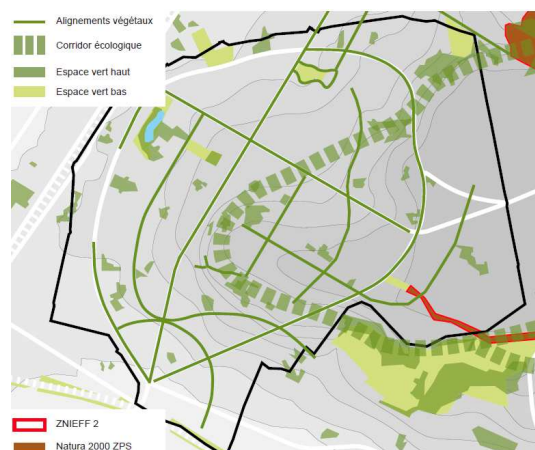 Alignements végétaux
Corridor écologique
Espace vert haut
Espace vert bas
ZNIEFF 2
Natura 2000 ZPS